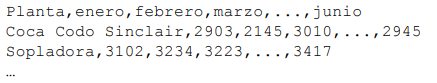 Planta,enero,febrero,marzo,...,junio
Coca Codo Sinclair,2903,2145,3010,...,2945
Sopladora,3102,3234,3223,...,3417
…